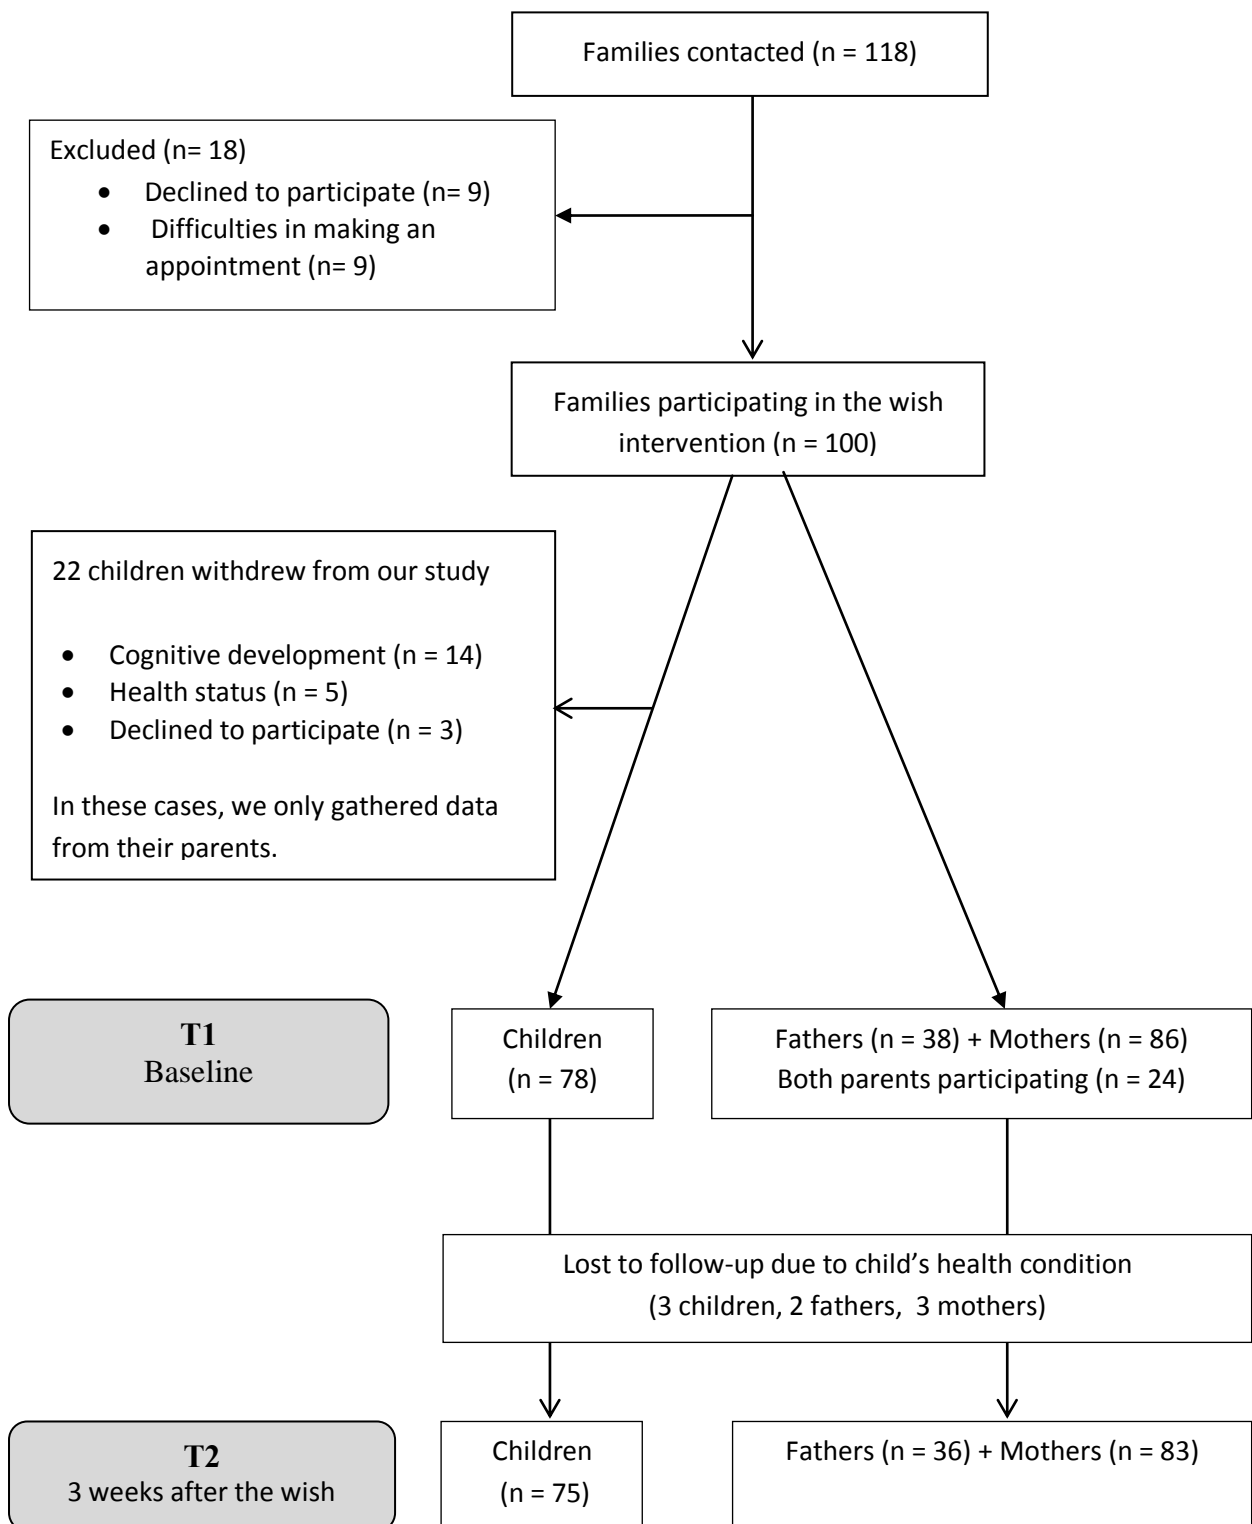 Families contacted (n = 118)
Excluded (n= 18)
• Declined to participate (n= 9)
• Difficulties in making an
appointment (n= 9)
Families participating in the wish
intervention (n = 100)
22 children withdrew from our study
• Cognitive development (n = 14)
• Health status (n = 5)
• Declined to participate (n = 3)
In these cases, we only gathered data
from their parents.
T1
Baseline
Children
(n = 78)
Fathers (n = 38) + Mothers (n = 86)
Both parents participating (n = 24)
Lost to follow-up due to child’s health condition
(3 children, 2 fathers, 3 mothers)
T2
3 weeks after the wish
Children
(n = 75)
Fathers (n = 36) + Mothers (n = 83)